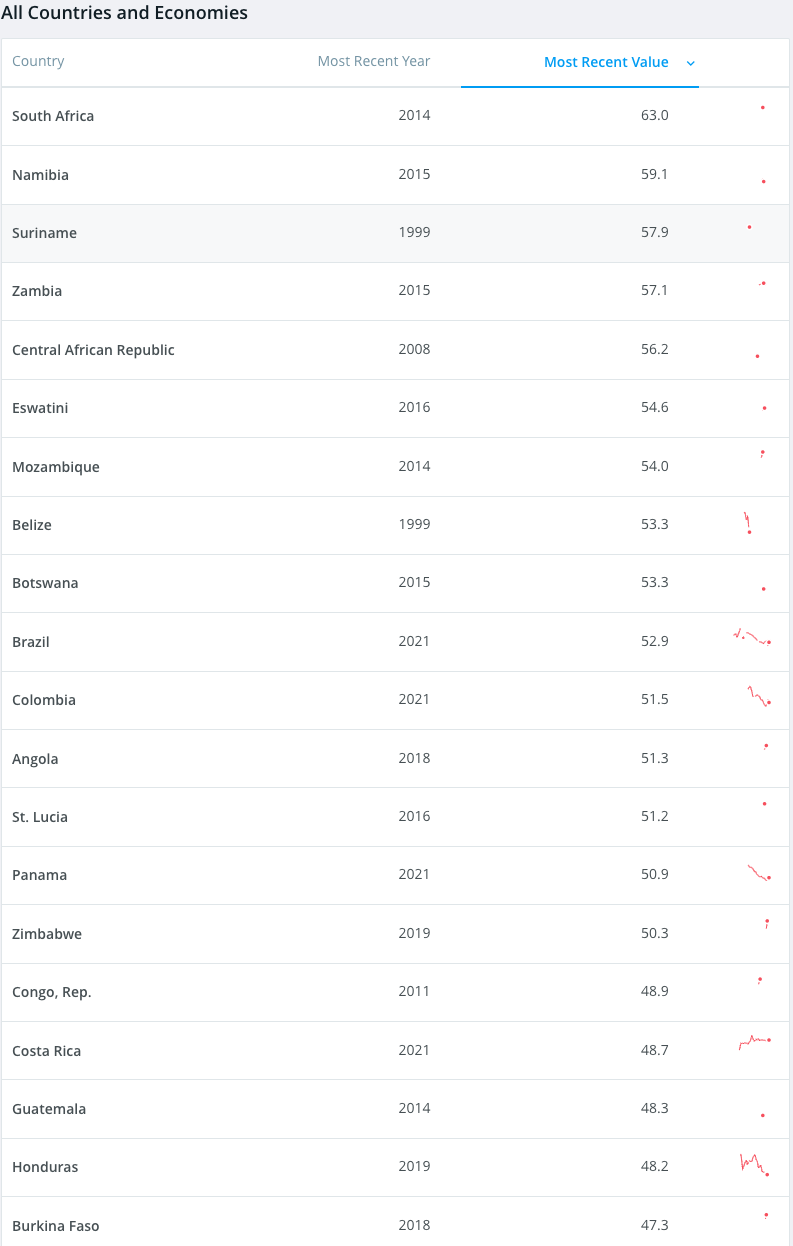 All Countries and Economies
Country Most Recent Year Most Recent Value
South Africa 2014 63.0
Namibia 2015 59.1
Suriname 1999 57.9
Zambia 2015 57.1
Central African Republic 2008 56.2
Eswatini 2016 54.6
Mozambique 2014 54.0
Belize 1999 53.3
Botswana 2015 53.3
Brazil 2021 52.9
Colombia 2021 51.5
Angola 2018 51.3
St. Lucia 2016 51.2
Panama 2021 50.9
Zimbabwe 2019 50.3
Congo, Rep. 2011 48.9
Costa Rica 2021 48.7
Guatemala 2014 48.3
Honduras 2019 48.2
Burkina Faso 2018 47.3